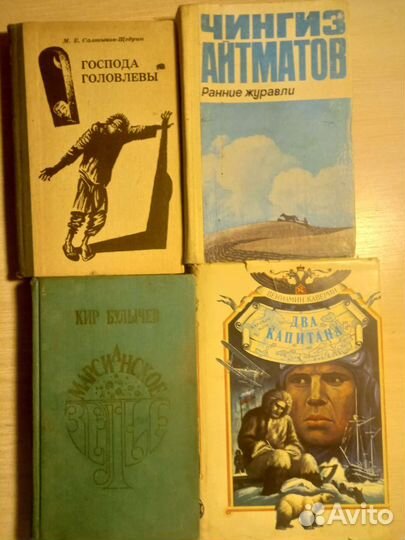 М. Е. Салтыков-Щедрин
ГОСПОДА
ГОЛОВЛЕВЫ
ЧИНГИЗ
АЙТМАТОВ
Ранние журавли
КИР БУЛЫЧЕВ
МАРСИАНСКОЕ
ЗЕЛЬЕ
ВЕНИАМИН КАВЕРИН
ДВА
КАПИТАНА
Avito